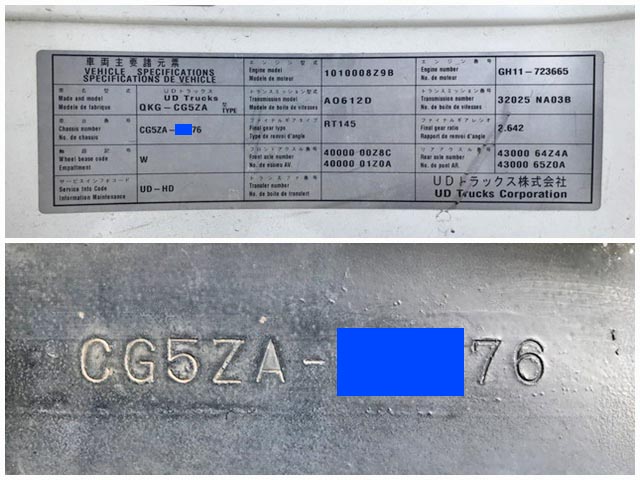 車両主要諸元票
VEHICLE SPECIFICATIONS
SPECIFICATIONS DE VEHICLE
エンジン型式
Engine model
Modele de moteur
1010008Z9B
エンジン番号
Engine number
No. de moteur
GH11-723665
車名 UDトラックス
Made and model UD Trucks
Modele de fabrique QKG-CG5ZA 型 TYPE
トランスミッション型式
Transmission model
Modele de boite de vitesses
A0612D
トランスミッション番号
Transmission number
No. de boite de vitesses
32025 NA03B
車台番号
Chassis number
No. de chassis
CG5ZA- 76
ファイナルギアタイプ
Final gear type
Type de renvoi d'angle
RT145
ファイナルギアレシオ
Final gear ratio
Rapport de renvoi d'angle
2.642
軸距記号
Wheel base code
Empattment
W
フロントアクスル番号
Front axle number
No. de essieu AV.
40000 00Z8C
40000 01Z0A
リアアクスル番号
Rear axle number
No. de pont AR.
43000 64Z4A
43000 65Z0A
サービスインフォコード
Service Info Code
Information Maintenance
UD-HD
トランスファ番号
Transfer number
No. de boite de transfert
UDトラックス株式会社
UD Trucks Corporation
CG5ZA- 76